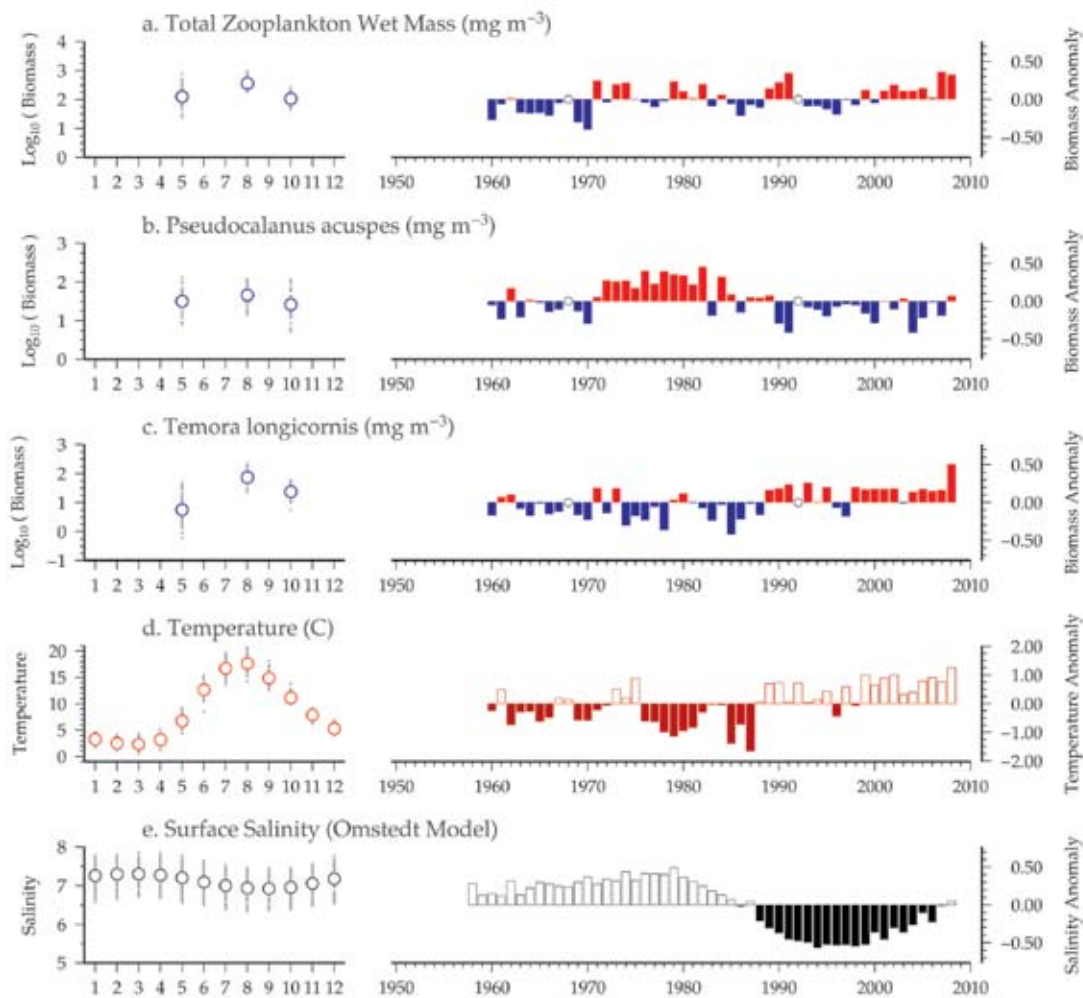 a. Total Zooplankton Wet Mass (mg m⁻³)
Log₁₀ ( Biomass )
4
3
2
1
0
1 2 3 4 5 6 7 8 9 10 11 12
1950 1960 1970 1980 1990 2000 2010
0.50
0.00
−0.50
Biomass Anomaly
b. Pseudocalanus acuspes (mg m⁻³)
Log₁₀ ( Biomass )
3
2
1
0
1 2 3 4 5 6 7 8 9 10 11 12
1950 1960 1970 1980 1990 2000 2010
0.50
0.00
−0.50
Biomass Anomaly
c. Temora longicornis (mg m⁻³)
Log₁₀ ( Biomass )
3
2
1
0
−1
1 2 3 4 5 6 7 8 9 10 11 12
1950 1960 1970 1980 1990 2000 2010
0.50
0.00
−0.50
Biomass Anomaly
d. Temperature (C)
Temperature
20
15
10
5
0
1 2 3 4 5 6 7 8 9 10 11 12
1950 1960 1970 1980 1990 2000 2010
2.00
1.00
0.00
−1.00
−2.00
Temperature Anomaly
e. Surface Salinity (Omstedt Model)
Salinity
8
7
6
5
1 2 3 4 5 6 7 8 9 10 11 12
1950 1960 1970 1980 1990 2000 2010
0.50
0.00
−0.50
Salinity Anomaly